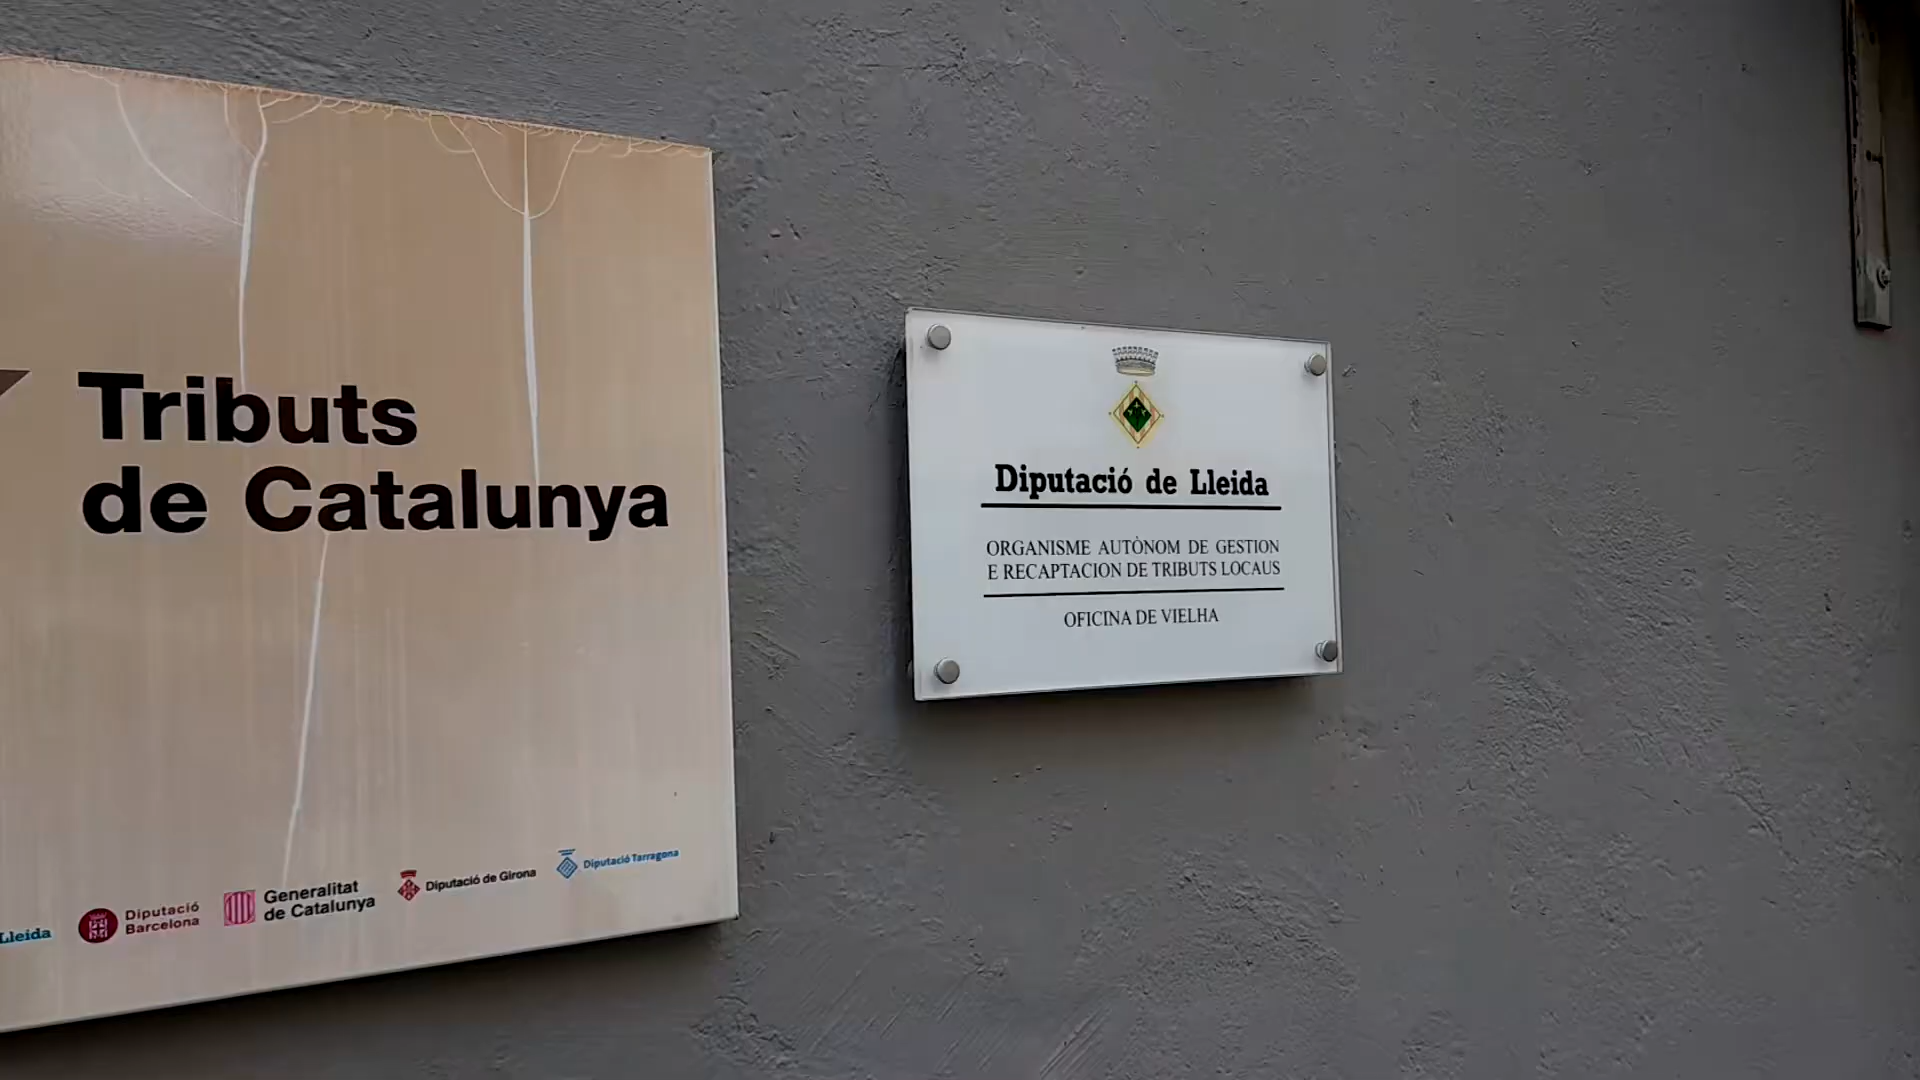 Tributs
de Catalunya
Lleida
Diputació
Barcelona
Generalitat
de Catalunya
Diputació de Girona
Diputació Tarragona
Diputació de Lleida
ORGANISME AUTÒNOM DE GESTION
E RECAPTACION DE TRIBUTS LOCAUS
OFICINA DE VIELHA